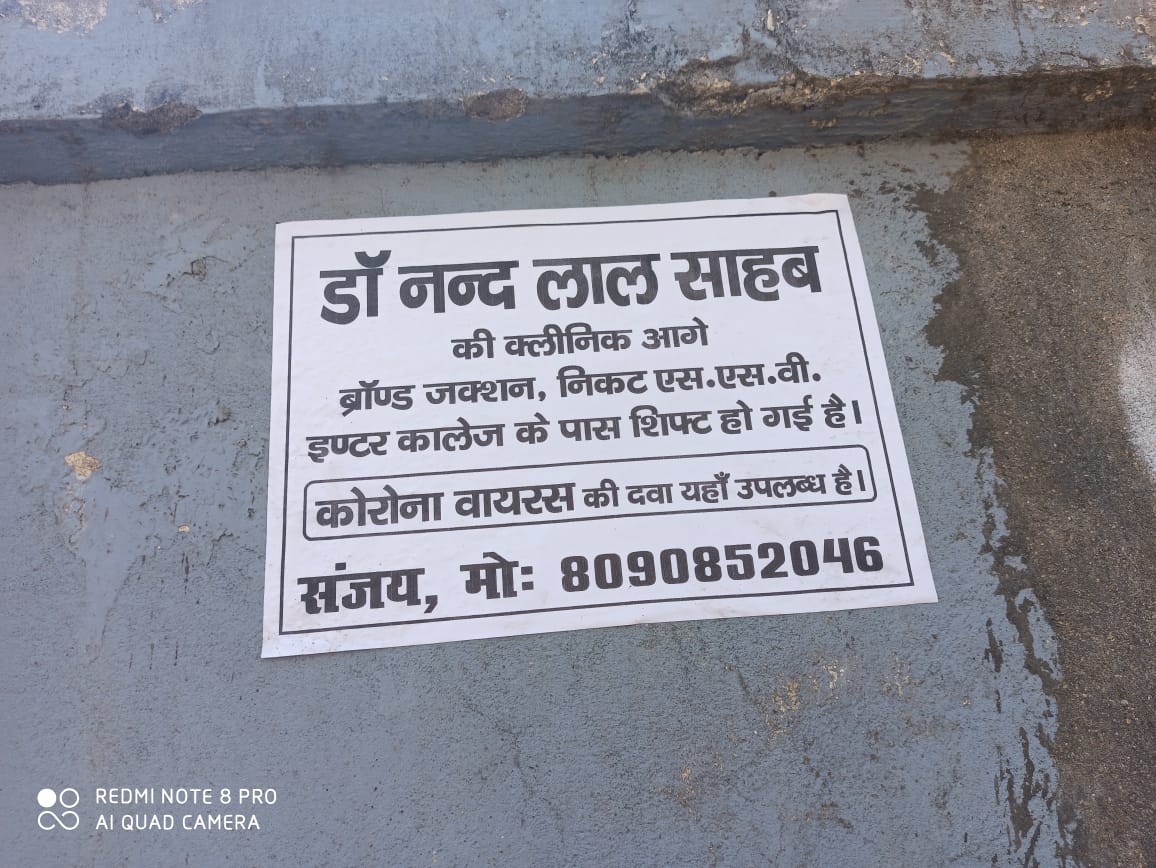 डॉ नन्द लाल साहब
की क्लीनिक आगे
ब्रॉण्ड जक्शन, निकट एस.एस.वी.
इण्टर कालेज के पास शिफ्ट हो गई है।
कोरोना वायरस की दवा यहाँ उपलब्ध है।
संजय, मोः 8090852046
REDMI NOTE 8 PRO
AI QUAD CAMERA